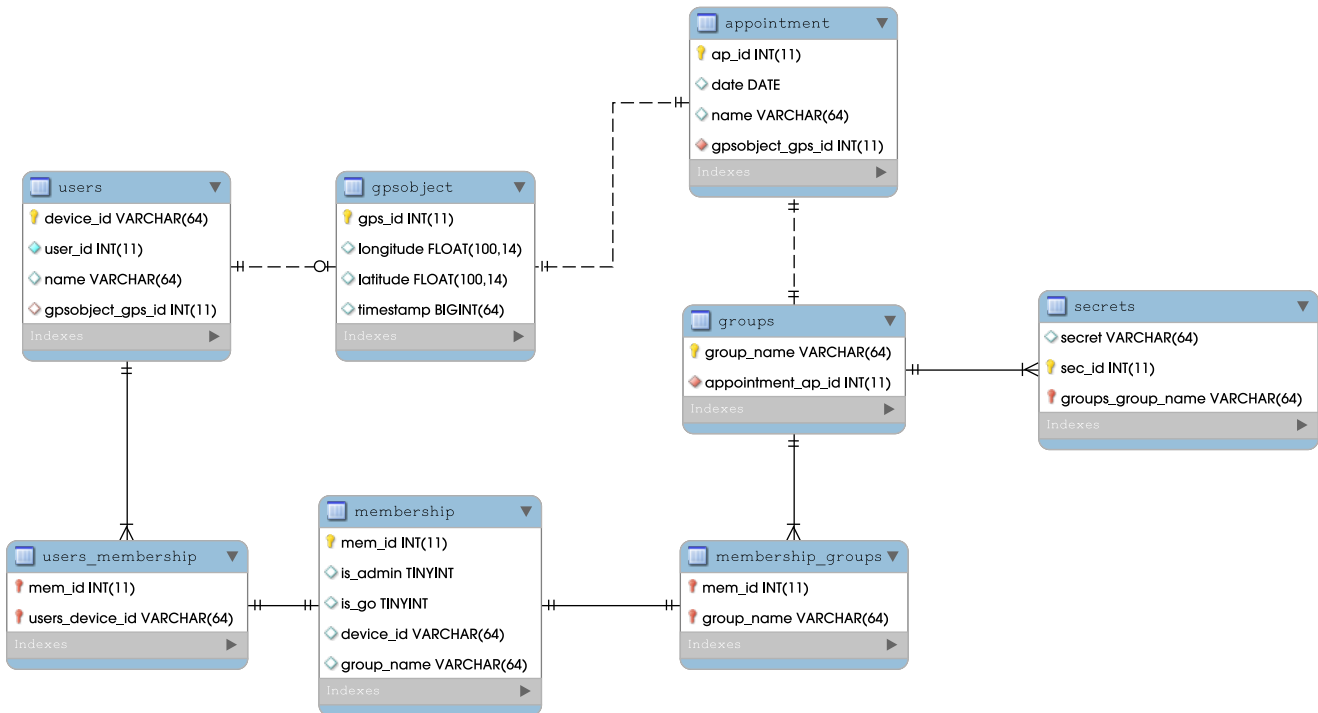 appointment
ap_id INT(11)
date DATE
name VARCHAR(64)
gpsobject_gps_id INT(11)
Indexes
users
device_id VARCHAR(64)
user_id INT(11)
name VARCHAR(64)
gpsobject_gps_id INT(11)
Indexes
gpsobject
gps_id INT(11)
longitude FLOAT(100,14)
latitude FLOAT(100,14)
timestamp BIGINT(64)
Indexes
groups
group_name VARCHAR(64)
appointment_ap_id INT(11)
Indexes
secrets
secret VARCHAR(64)
sec_id INT(11)
groups_group_name VARCHAR(64)
Indexes
users_membership
mem_id INT(11)
users_device_id VARCHAR(64)
Indexes
membership
mem_id INT(11)
is_admin TINYINT
is_go TINYINT
device_id VARCHAR(64)
group_name VARCHAR(64)
Indexes
membership_groups
mem_id INT(11)
group_name VARCHAR(64)
Indexes